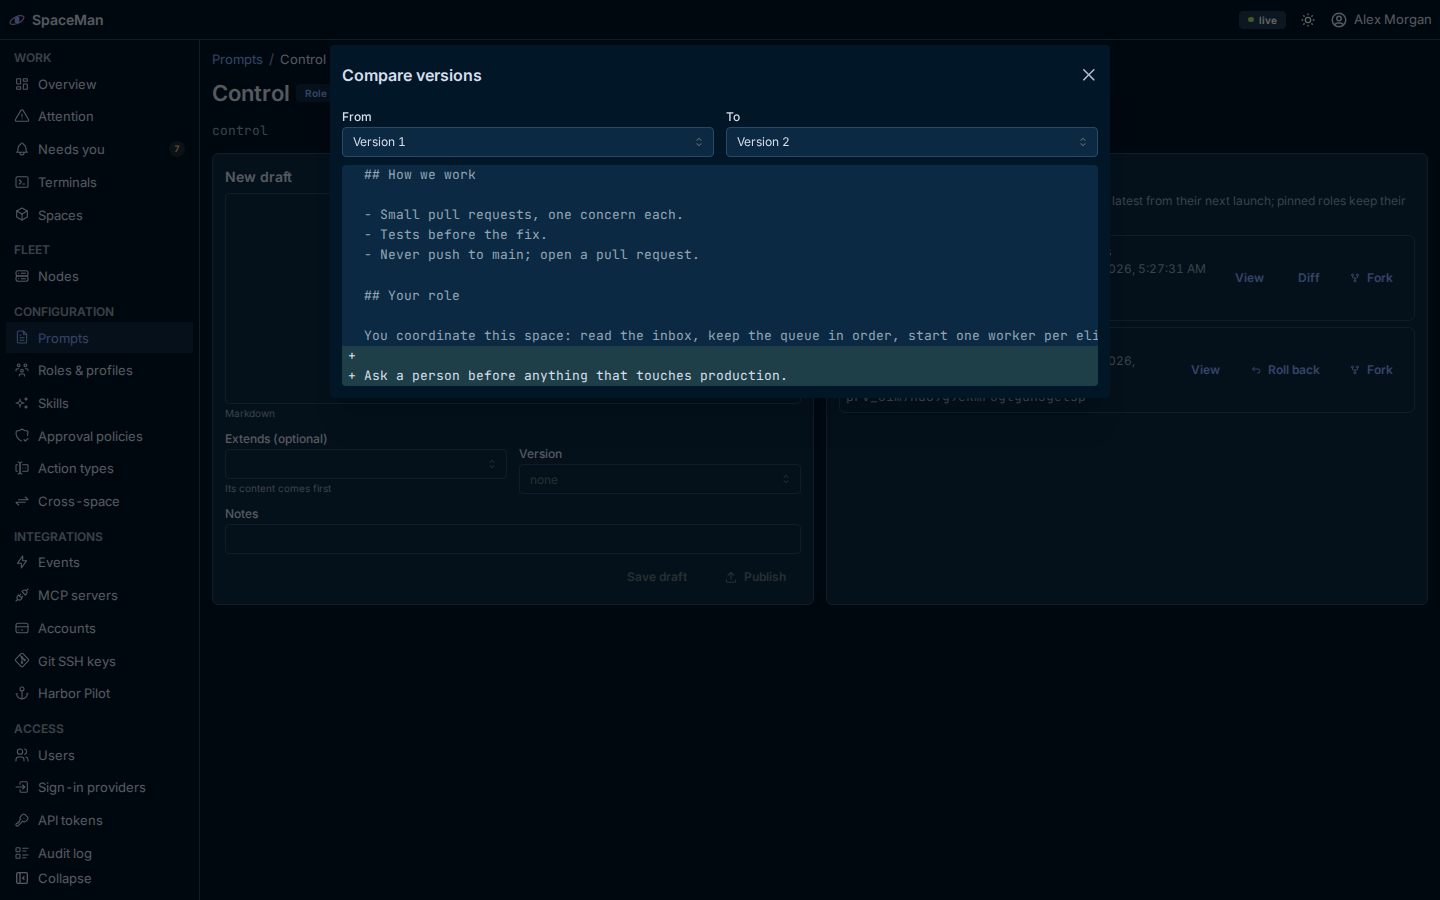 SpaceMan
live
Alex Morgan
WORK
Overview
Attention
Needs you
7
Terminals
Spaces
FLEET
Nodes
CONFIGURATION
Prompts
Roles & profiles
Skills
Approval policies
Action types
Cross-space
INTEGRATIONS
Events
MCP servers
Accounts
Git SSH keys
Harbor Pilot
ACCESS
Users
Sign-in providers
API tokens
Audit log
Collapse
Prompts / Control
Control
Role
control
New draft
Markdown
Extends (optional)
Its content comes first
Version
none
Notes
Save draft
Publish
Compare versions
From
Version 1
To
Version 2
## How we work
- Small pull requests, one concern each.
- Tests before the fix.
- Never push to main; open a pull request.
## Your role
You coordinate this space: read the inbox, keep the queue in order, start one worker per eli
+
+ Ask a person before anything that touches production.
latest from their next launch; pinned roles keep their
026, 5:27:31 AM
View
Diff
Fork
026,
View
Roll back
Fork